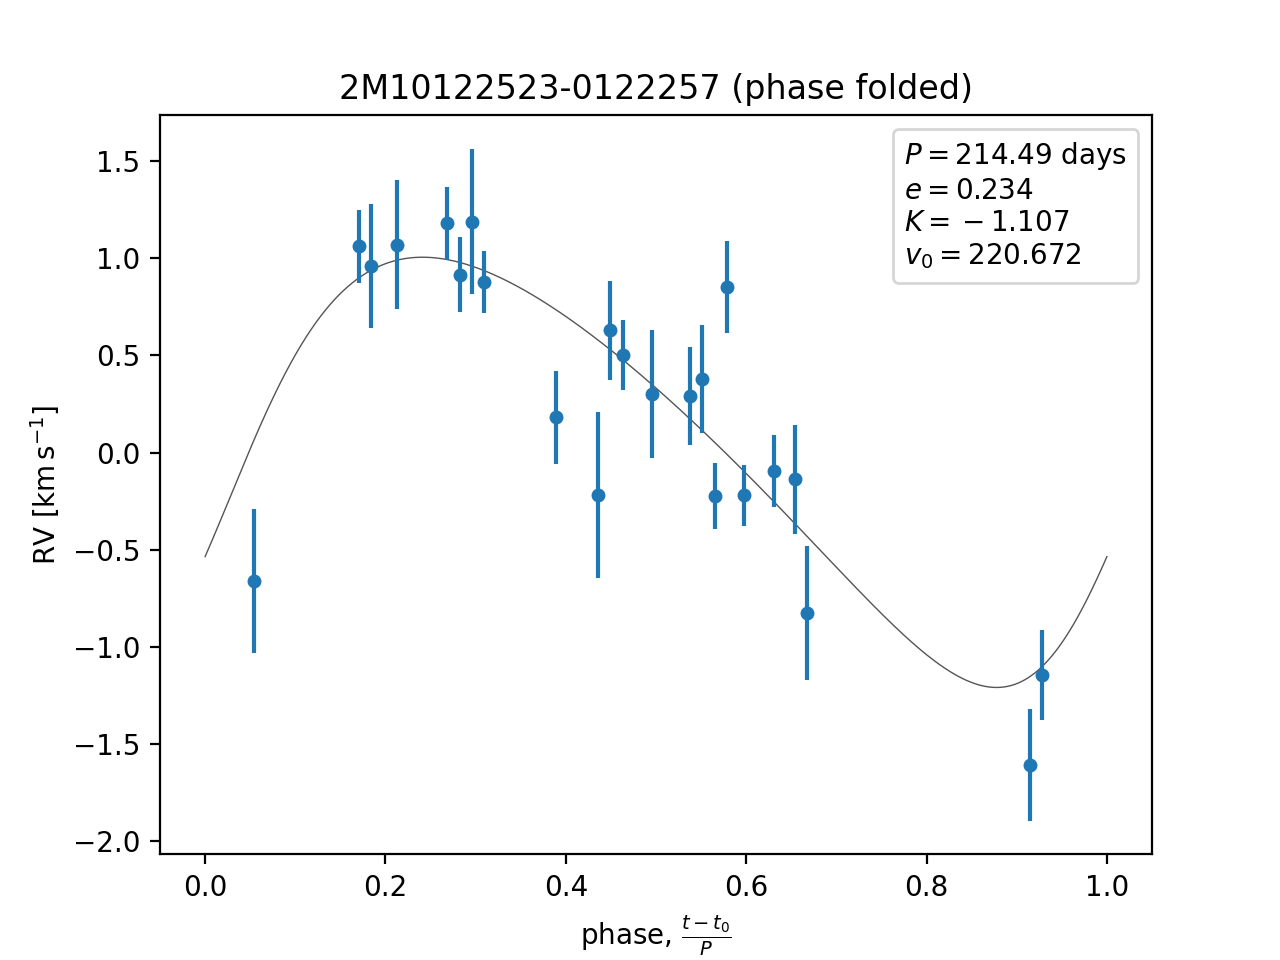 2M10122523-0122257 (phase folded)
P = 214.49 days
e = 0.234
K = −1.107
v₀ = 220.672
RV [km s⁻¹]
1.5
1.0
0.5
0.0
−0.5
−1.0
−1.5
−2.0
0.0 0.2 0.4 0.6 0.8 1.0
phase, (t − t₀)/P